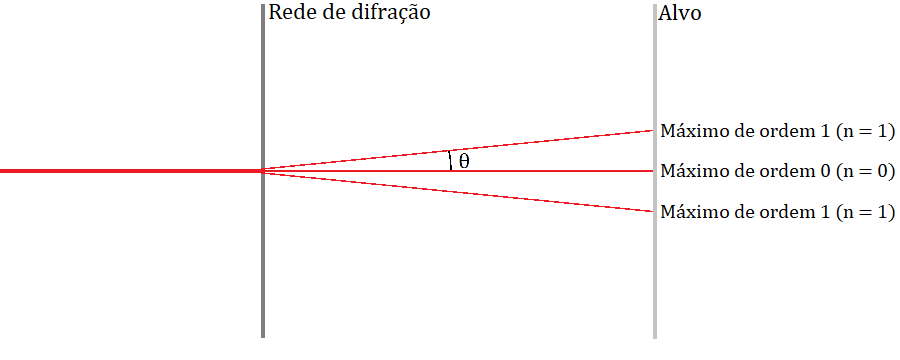 Rede de difração
Alvo
Máximo de ordem 1 (n = 1)
θ
Máximo de ordem 0 (n = 0)
Máximo de ordem 1 (n = 1)